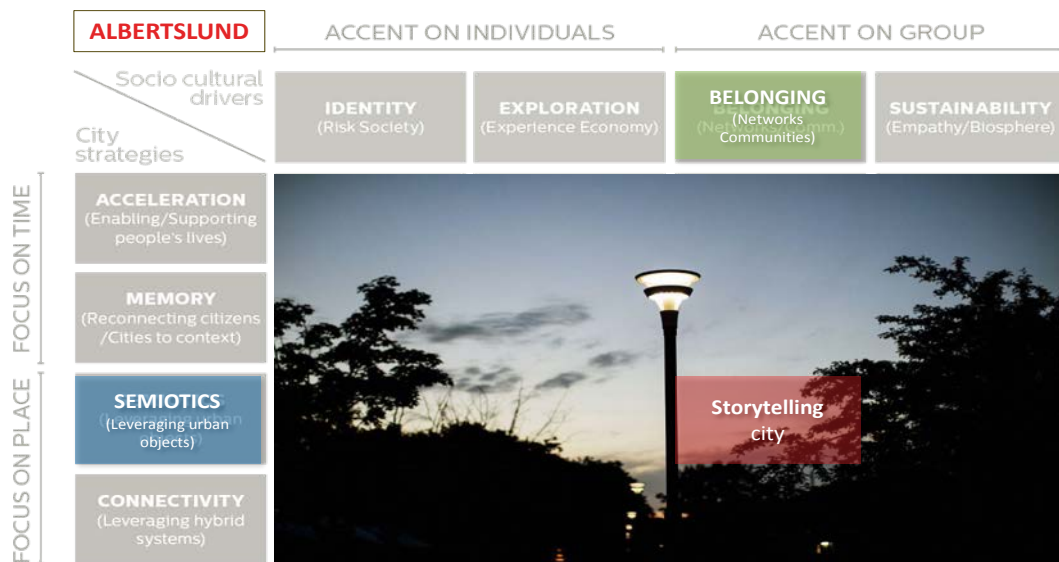 ALBERTSLUND
ACCENT ON INDIVIDUALS
ACCENT ON GROUP
Socio cultural
drivers
City
strategies
IDENTITY
(Risk Society)
EXPLORATION
(Experience Economy)
BELONGING
(Networks
Communities)
SUSTAINABILITY
(Empathy/Biosphere)
FOCUS ON TIME
ACCELERATION
(Enabling/Supporting
people's lives)
MEMORY
(Reconnecting citizens
/Cities to context)
FOCUS ON PLACE
SEMIOTICS
(Leveraging urban
objects)
Storytelling
city
CONNECTIVITY
(Leveraging hybrid
systems)